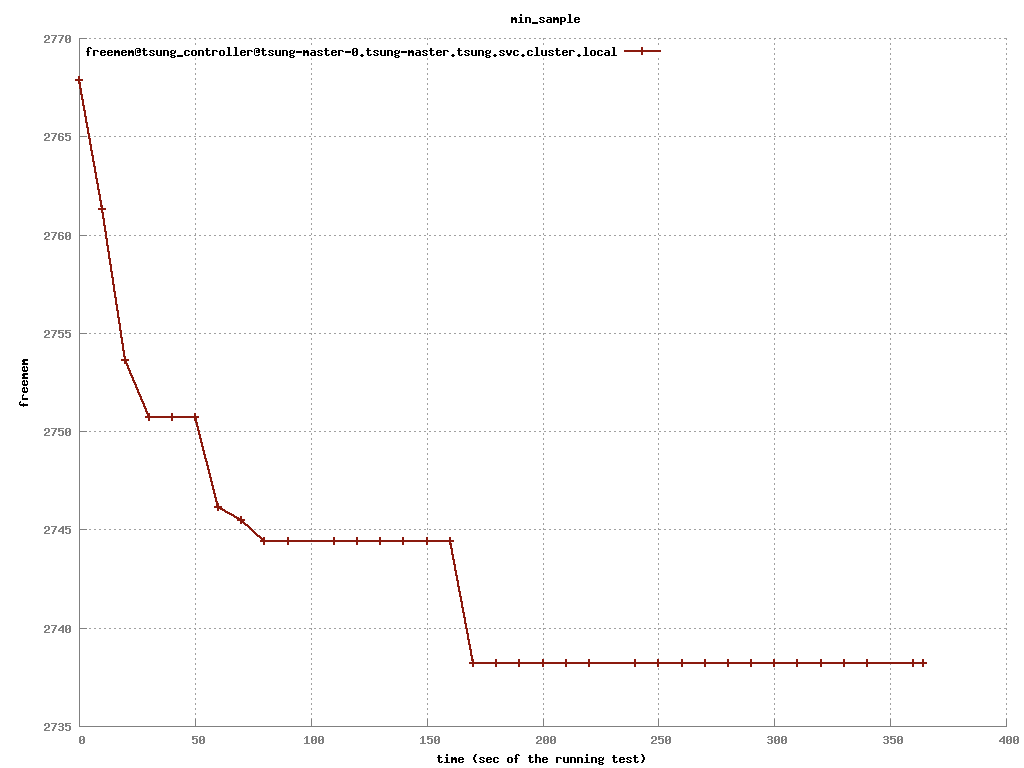 min_sample
2770
freemem@tsung_controller@tsung-master-0.tsung-master.tsung.svc.cluster.local
2765
2760
2755
freemem
2750
2745
2740
2735
0 50 100 150 200 250 300 350 400
time (sec of the running test)